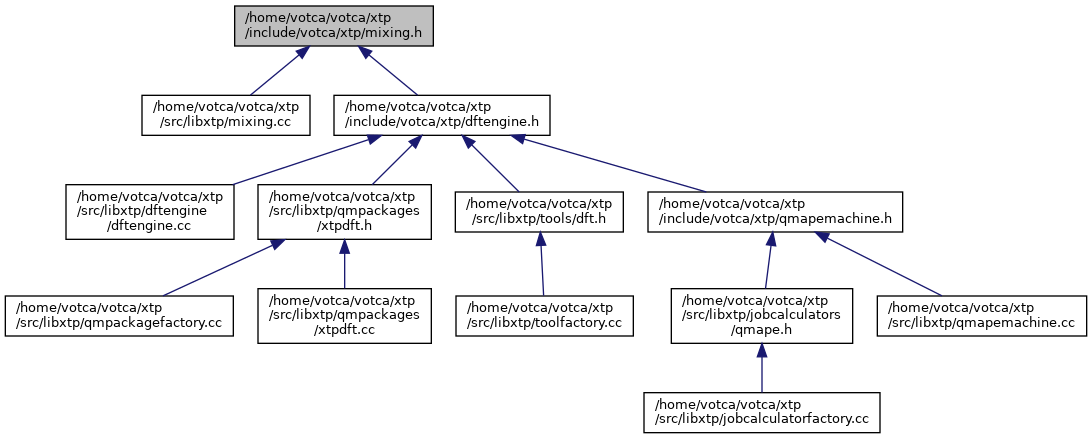 /home/votca/votca/xtp
/include/votca/xtp/mixing.h
/home/votca/votca/xtp
/src/libxtp/mixing.cc
/home/votca/votca/xtp
/include/votca/xtp/dftengine.h
/home/votca/votca/xtp
/src/libxtp/dftengine
/dftengine.cc
/home/votca/votca/xtp
/src/libxtp/qmpackages
/xtpdft.h
/home/votca/votca/xtp
/src/libxtp/tools/dft.h
/home/votca/votca/xtp
/include/votca/xtp/qmapemachine.h
/home/votca/votca/xtp
/src/libxtp/qmpackagefactory.cc
/home/votca/votca/xtp
/src/libxtp/qmpackages
/xtpdft.cc
/home/votca/votca/xtp
/src/libxtp/toolfactory.cc
/home/votca/votca/xtp
/src/libxtp/jobcalculators
/qmape.h
/home/votca/votca/xtp
/src/libxtp/qmapemachine.cc
/home/votca/votca/xtp
/src/libxtp/jobcalculatorfactory.cc